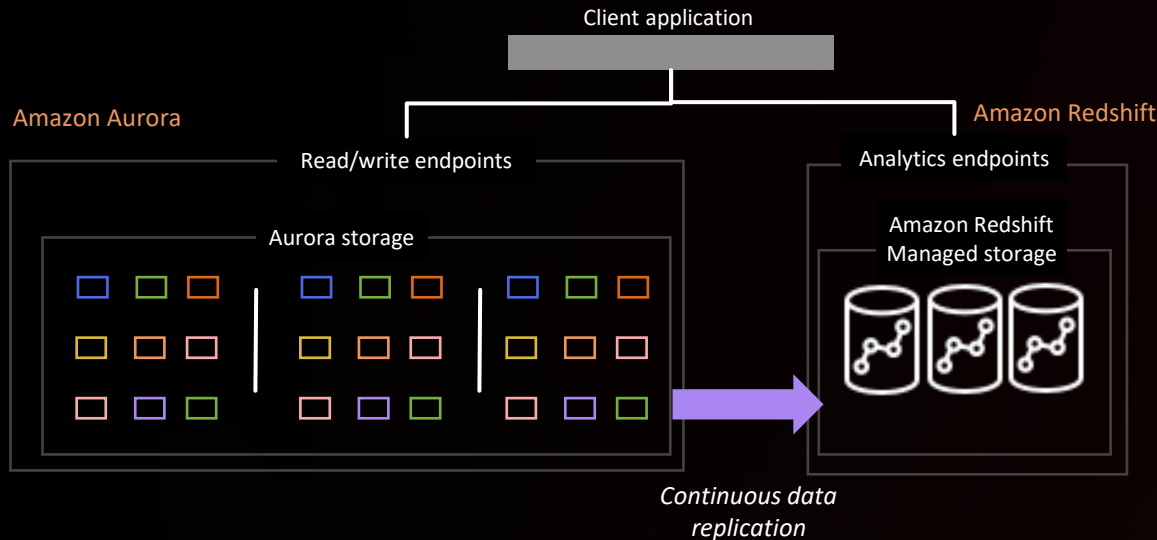 Client application
Amazon Aurora
Amazon Redshift
Read/write endpoints
Analytics endpoints
Aurora storage
Amazon Redshift
Managed storage
Continuous data
replication